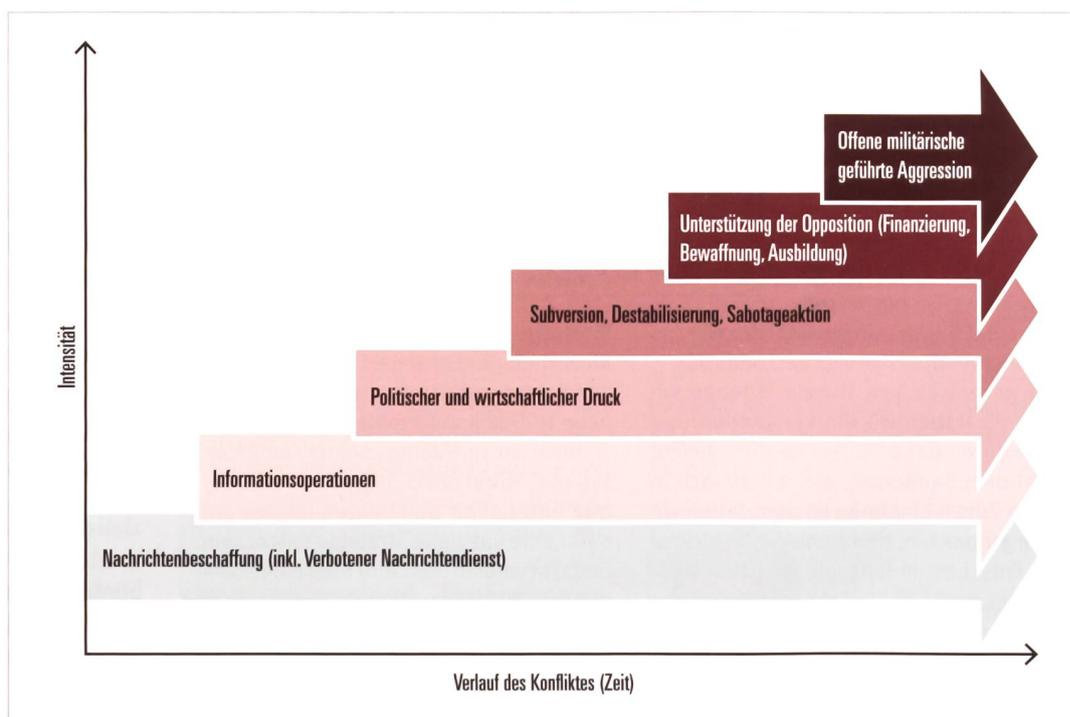 Offene militärische
geführte Aggression
Unterstützung der Opposition (Finanzierung,
Bewaffnung, Ausbildung)
Subversion, Destabilisierung, Sabotageaktion
Politischer und wirtschaftlicher Druck
Informationsoperationen
Nachrichtenbeschaffung (inkl. Verbotener Nachrichtendienst)
Intensität
Verlauf des Konfliktes (Zeit)